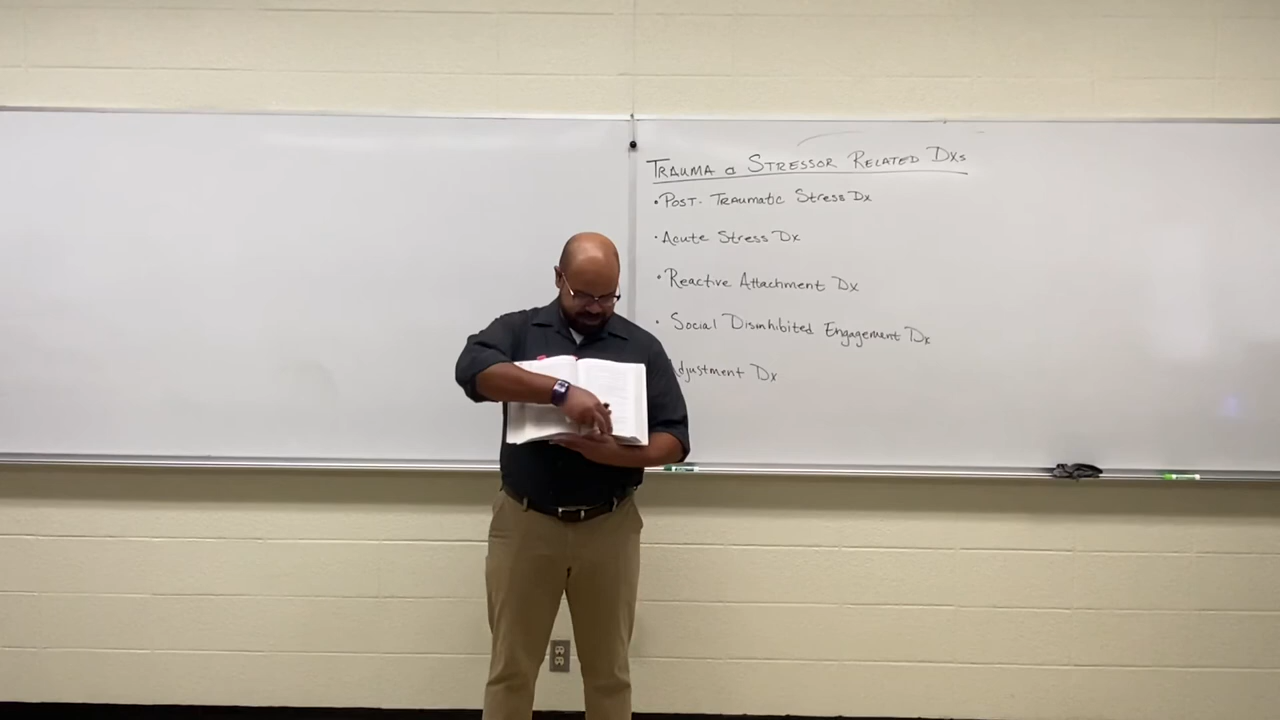 TRAUMA & STRESSOR RELATED DXs
• POST-TRAUMATIC STRESS DX
• Acute Stress Dx
• Reactive Attachment Dx
• Social Disinhibited Engagement Dx
Adjustment Dx